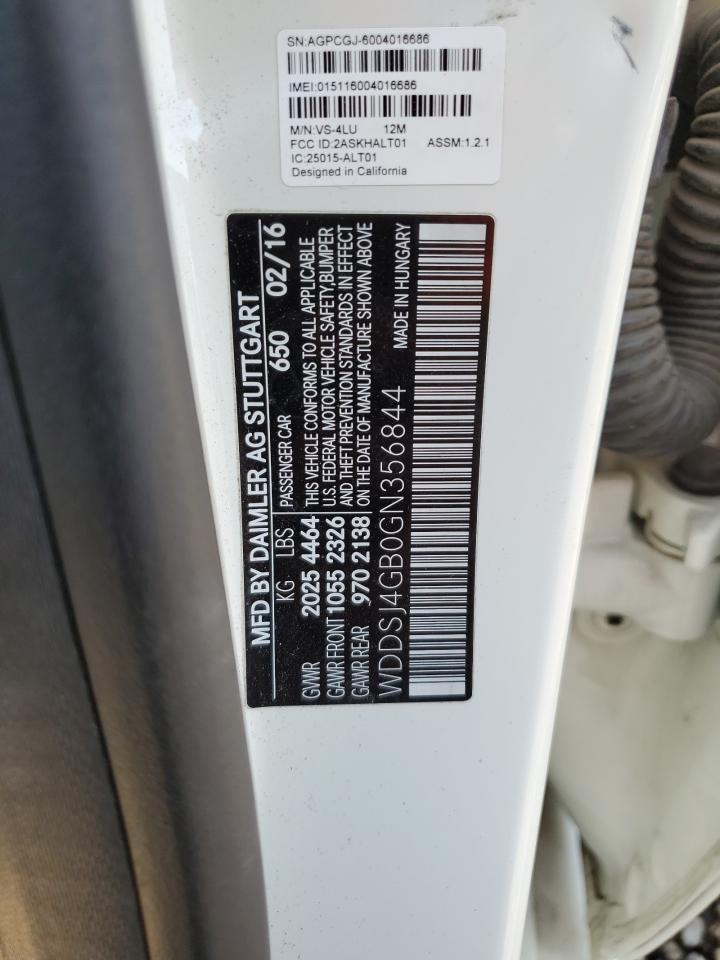 SN:AGPCGJ-6004016686
IMEI:015116004016686
M/N:VS-4LU 12M
FCC ID:2ASKHALT01 ASSM:1.2.1
IC:25015-ALT01
Designed in California
MFD BY DAIMLER AG STUTTGART
KG LBS PASSENGER CAR 650 02/16
GVWR 2025 4464 THIS VEHICLE CONFORMS TO ALL APPLICABLE
GAWR FRONT 1055 2326 U.S. FEDERAL MOTOR VEHICLE SAFETY,BUMPER
AND THEFT PREVENTION STANDARDS IN EFFECT
GAWR REAR 970 2138 ON THE DATE OF MANUFACTURE SHOWN ABOVE
WDDSJ4GB0GN356844 MADE IN HUNGARY